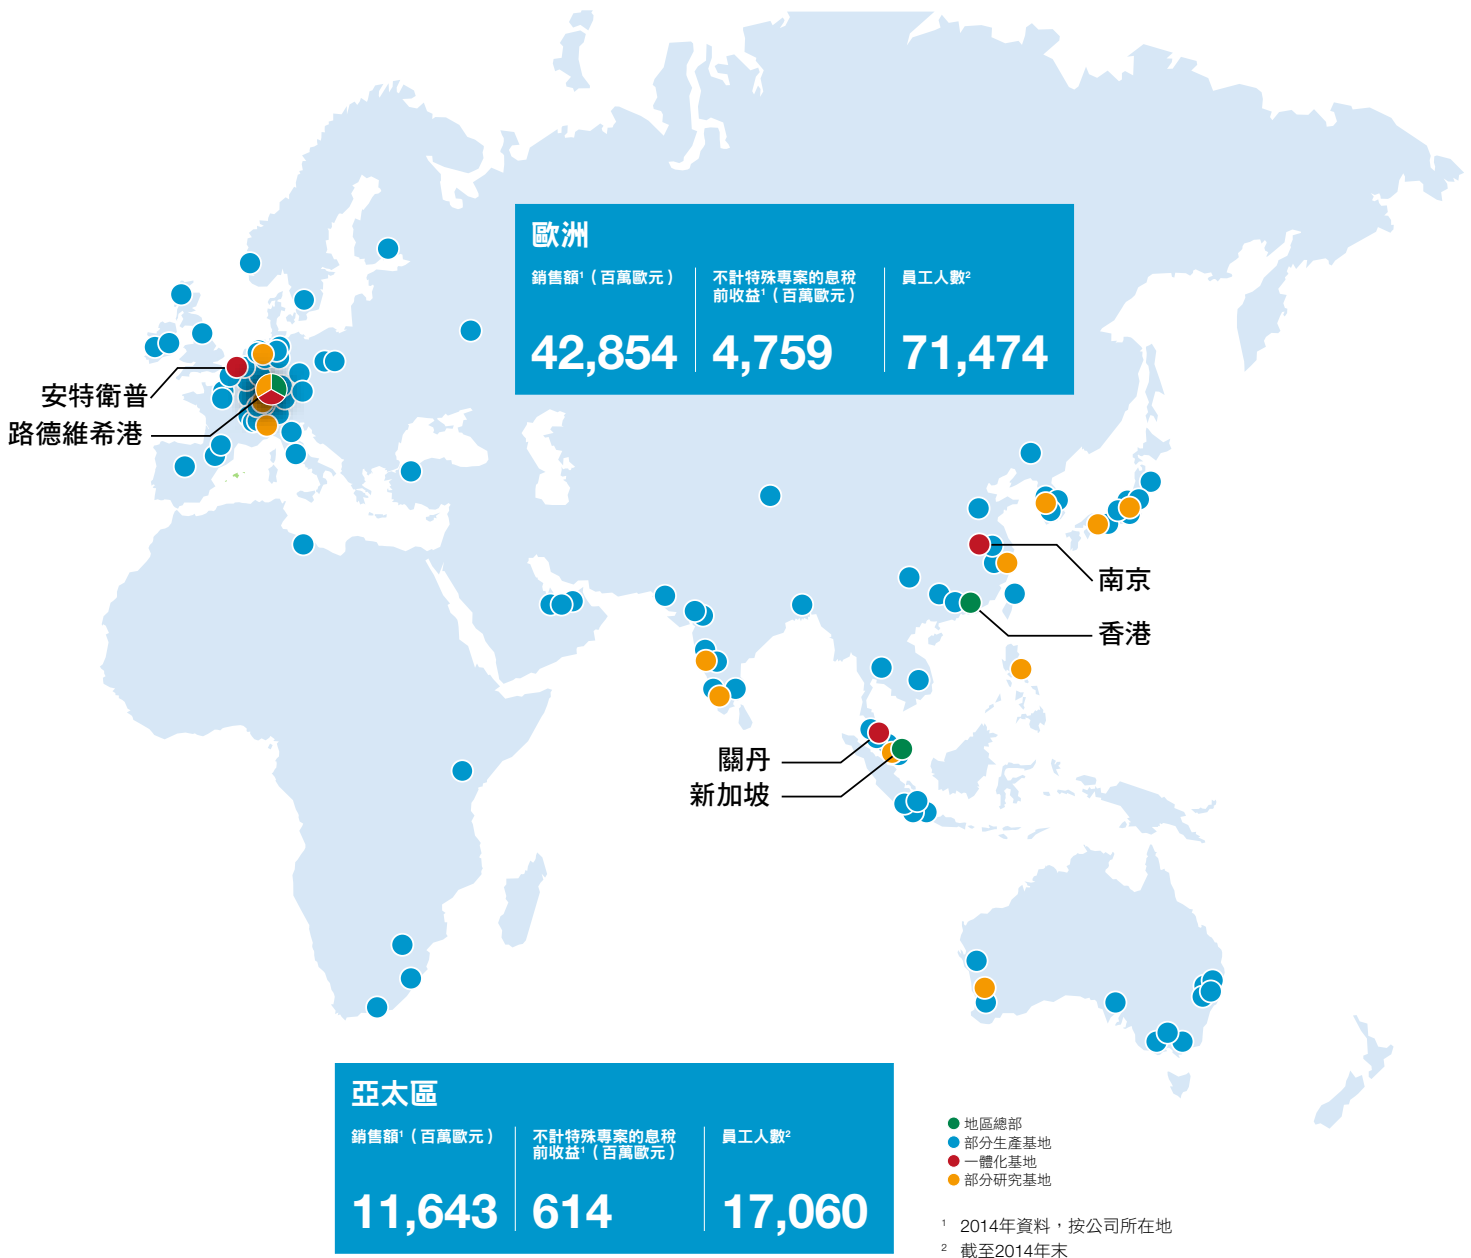 歐洲
銷售額¹（百萬歐元）
不計特殊專案的息稅
前收益¹（百萬歐元）
員工人數²
42,854
4,759
71,474
安特衛普
路德維希港
南京
香港
關丹
新加坡
亞太區
銷售額¹（百萬歐元）
不計特殊專案的息稅
前收益¹（百萬歐元）
員工人數²
11,643
614
17,060
地區總部
部分生產基地
一體化基地
部分研究基地
¹ 2014年資料，按公司所在地
² 截至2014年末